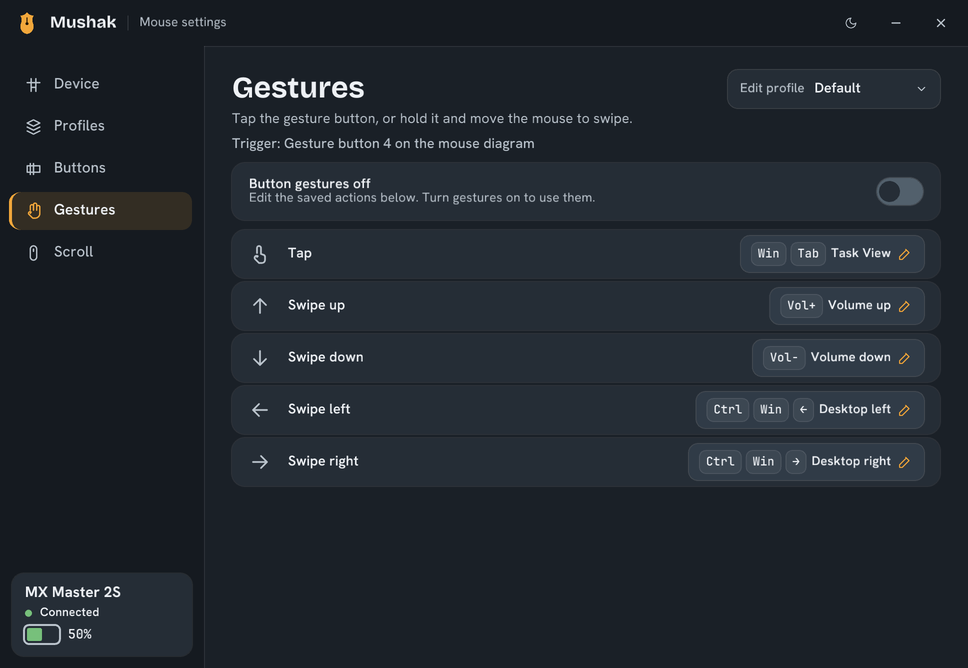 Mushak
Mouse settings
Device
Profiles
Buttons
Gestures
Scroll
MX Master 2S
Connected
50%
Gestures
Edit profile Default
Tap the gesture button, or hold it and move the mouse to swipe.
Trigger: Gesture button 4 on the mouse diagram
Button gestures off
Edit the saved actions below. Turn gestures on to use them.
Tap
Win Tab Task View
Swipe up
Vol+ Volume up
Swipe down
Vol- Volume down
Swipe left
Ctrl Win ← Desktop left
Swipe right
Ctrl Win → Desktop right